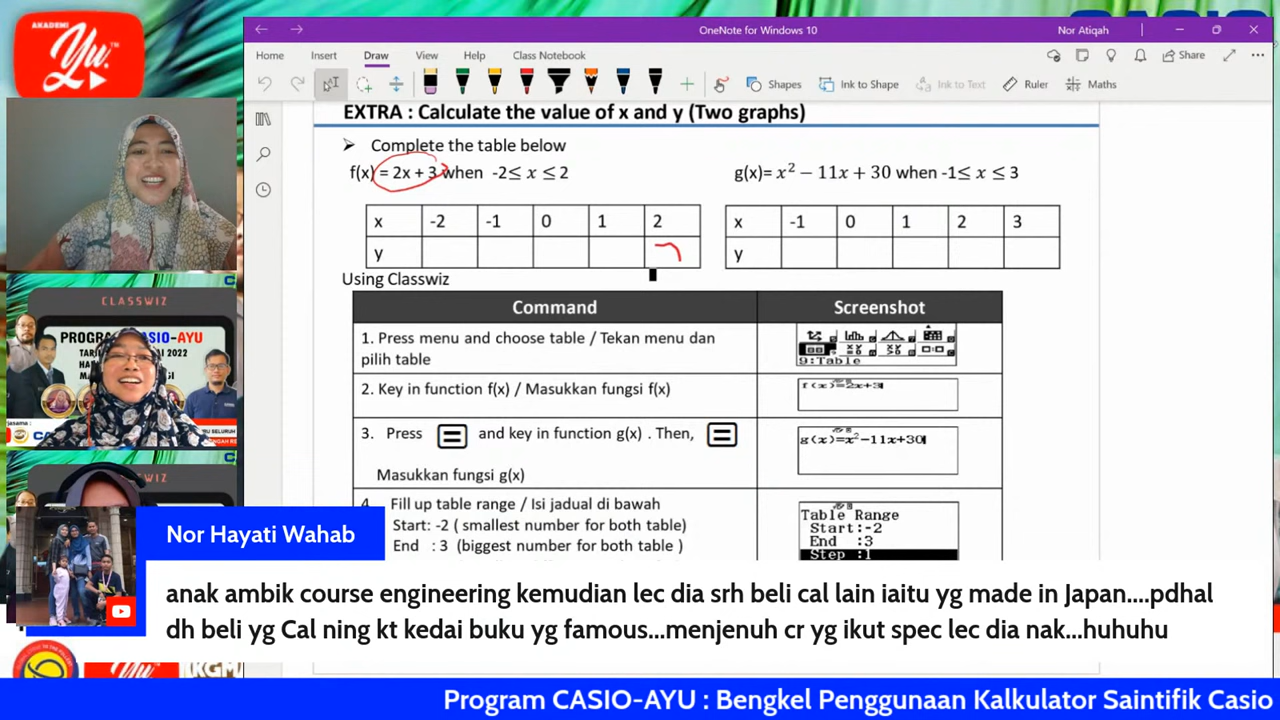 AKADEMI
Yu
OneNote for Windows 10
Nor Atiqah
Home Insert Draw View Help Class Notebook
Share
Shapes Ink to Shape Ink to Text Ruler Maths
EXTRA : Calculate the value of x and y (Two graphs)
➤ Complete the table below
f(x) = 2x + 3 when -2≤ x ≤ 2
g(x)= x² − 11x + 30 when -1≤ x ≤ 3
x -2 -1 0 1 2
y 7
x -1 0 1 2 3
y
Using Classwiz
Command Screenshot
1. Press menu and choose table / Tekan menu dan
pilih table
9:Table
2. Key in function f(x) / Masukkan fungsi f(x)
f(x)=2x+3
3. Press = and key in function g(x) . Then, =
Masukkan fungsi g(x)
g(x)=x²-11x+30
4. Fill up table range / Isi jadual di bawah
Start: -2 ( smallest number for both table)
End : 3 (biggest number for both table )
Table Range
Start:-2
End :3
Step :1
CLASSWIZ
2022
CLASSWIZ
Nor Hayati Wahab
anak ambik course engineering kemudian lec dia srh beli cal lain iaitu yg made in Japan....pdhal
dh beli yg Cal ning kt kedai buku yg famous...menjenuh cr yg ikut spec lec dia nak...huhuhu
Program CASIO-AYU : Bengkel Penggunaan Kalkulator Saintifik Casio